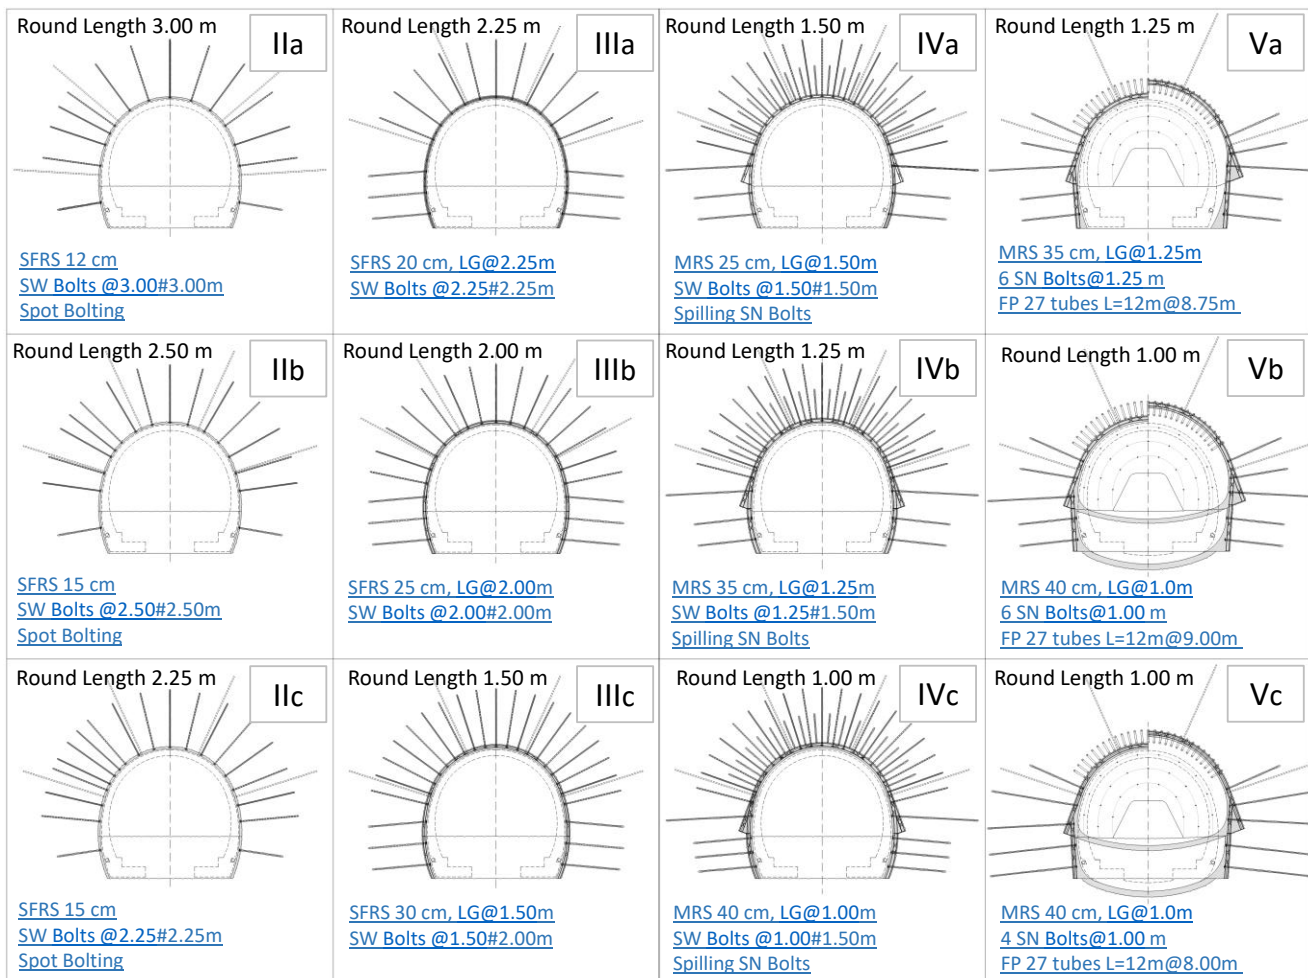 Round Length 3.00 m
IIa
SFRS 12 cm
SW Bolts @3.00#3.00m
Spot Bolting
Round Length 2.25 m
IIIa
SFRS 20 cm, LG@2.25m
SW Bolts @2.25#2.25m
Round Length 1.50 m
IVa
MRS 25 cm, LG@1.50m
SW Bolts @1.50#1.50m
Spilling SN Bolts
Round Length 1.25 m
Va
MRS 35 cm, LG@1.25m
6 SN Bolts@1.25 m
FP 27 tubes L=12m@8.75m
Round Length 2.50 m
IIb
SFRS 15 cm
SW Bolts @2.50#2.50m
Spot Bolting
Round Length 2.00 m
IIIb
SFRS 25 cm, LG@2.00m
SW Bolts @2.00#2.00m
Round Length 1.25 m
IVb
MRS 35 cm, LG@1.25m
SW Bolts @1.25#1.50m
Spilling SN Bolts
Round Length 1.00 m
Vb
MRS 40 cm, LG@1.0m
6 SN Bolts@1.00 m
FP 27 tubes L=12m@9.00m
Round Length 2.25 m
IIc
SFRS 15 cm
SW Bolts @2.25#2.25m
Spot Bolting
Round Length 1.50 m
IIIc
SFRS 30 cm, LG@1.50m
SW Bolts @1.50#2.00m
Round Length 1.00 m
IVc
MRS 40 cm, LG@1.00m
SW Bolts @1.00#1.50m
Spilling SN Bolts
Round Length 1.00 m
Vc
MRS 40 cm, LG@1.0m
4 SN Bolts@1.00 m
FP 27 tubes L=12m@8.00m